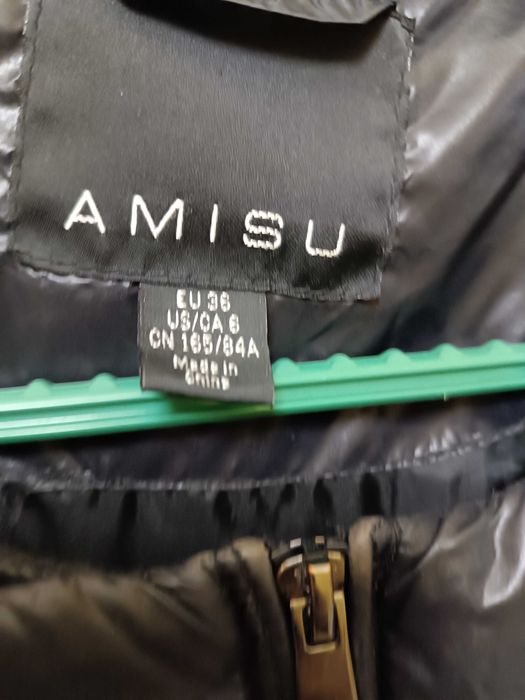 AMISU
EU 36
US/CA 6
CN 165/84A
Made in
China